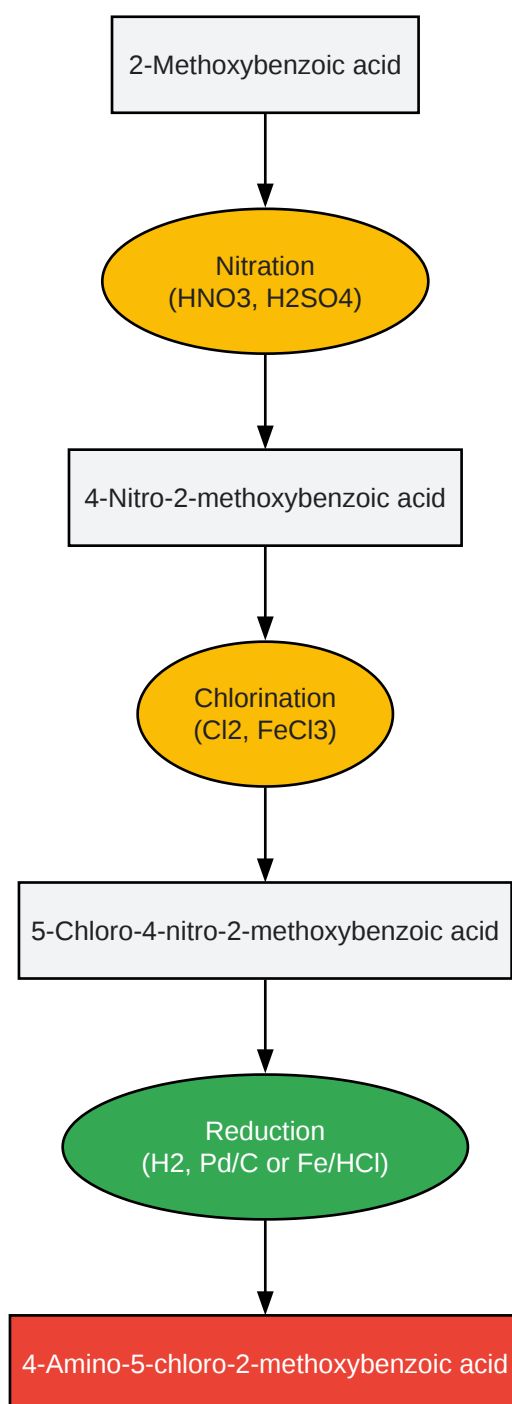 2-Methoxybenzoic acid
Nitration
(HNO3, H2SO4)
4-Nitro-2-methoxybenzoic acid
Chlorination
(Cl2, FeCl3)
5-Chloro-4-nitro-2-methoxybenzoic acid
Reduction
(H2, Pd/C or Fe/HCl)
4-Amino-5-chloro-2-methoxybenzoic acid